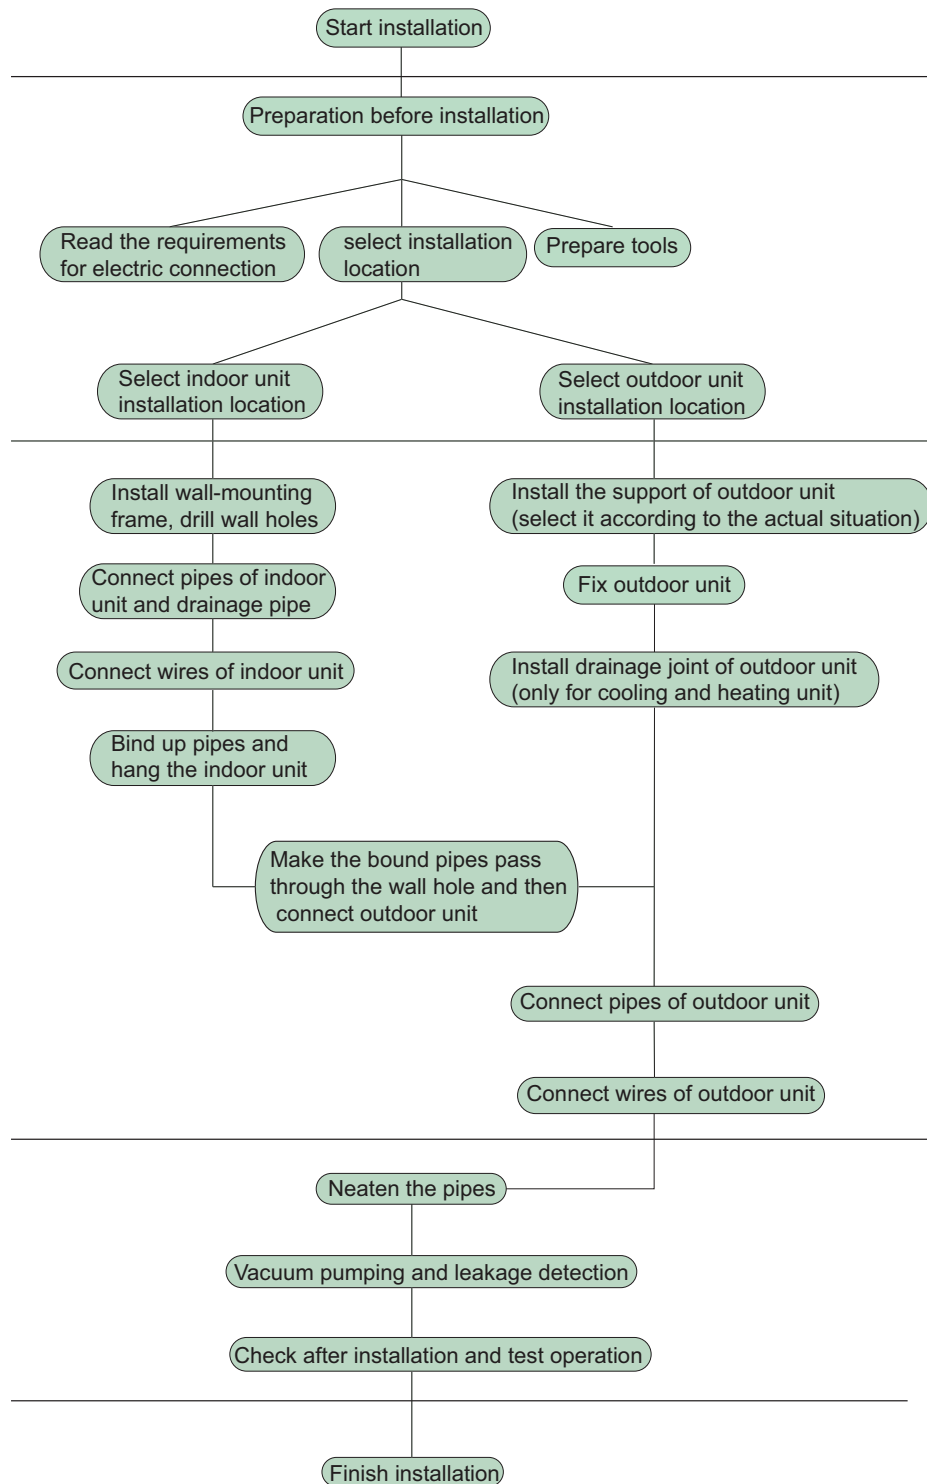 Start installation
Preparation before installation
Read the requirements
for electric connection
select installation
location
Prepare tools
Select indoor unit
installation location
Select outdoor unit
installation location
Install wall-mounting
frame, drill wall holes
Install the support of outdoor unit
(select it according to the actual situation)
Connect pipes of indoor
unit and drainage pipe
Fix outdoor unit
Connect wires of indoor unit
Install drainage joint of outdoor unit
(only for cooling and heating unit)
Bind up pipes and
hang the indoor unit
Make the bound pipes pass
through the wall hole and then
connect outdoor unit
Connect pipes of outdoor unit
Connect wires of outdoor unit
Neaten the pipes
Vacuum pumping and leakage detection
Check after installation and test operation
Finish installation